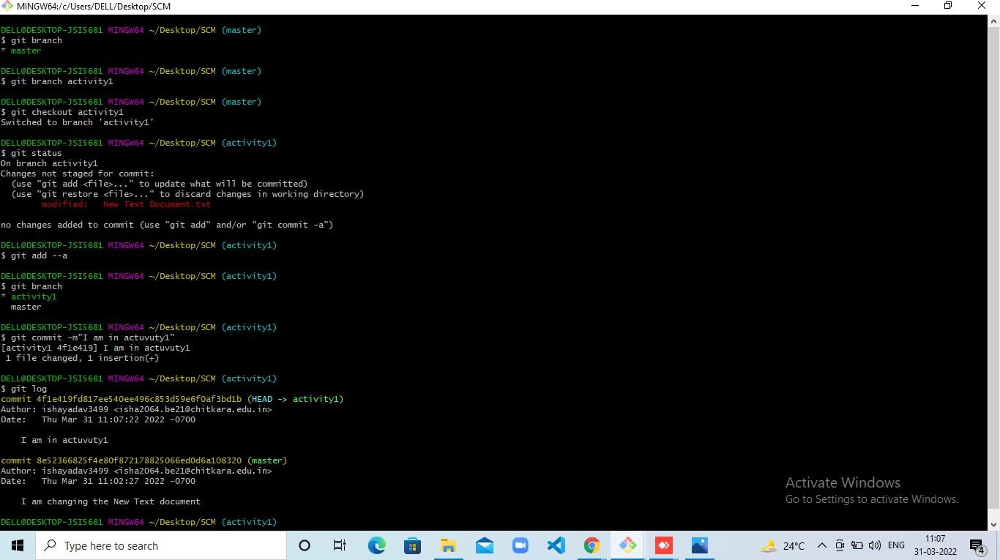 MINGW64:/c/Users/DELL/Desktop/SCM
DELL@DESKTOP-JSI5681 MINGW64 ~/Desktop/SCM (master)
$ git branch
* master
DELL@DESKTOP-JSI5681 MINGW64 ~/Desktop/SCM (master)
$ git branch activity1
DELL@DESKTOP-JSI5681 MINGW64 ~/Desktop/SCM (master)
$ git checkout activity1
Switched to branch 'activity1'
DELL@DESKTOP-JSI5681 MINGW64 ~/Desktop/SCM (activity1)
$ git status
On branch activity1
Changes not staged for commit:
  (use "git add <file>..." to update what will be committed)
  (use "git restore <file>..." to discard changes in working directory)
        modified:   New Text Document.txt
no changes added to commit (use "git add" and/or "git commit -a")
DELL@DESKTOP-JSI5681 MINGW64 ~/Desktop/SCM (activity1)
$ git add --a
DELL@DESKTOP-JSI5681 MINGW64 ~/Desktop/SCM (activity1)
$ git branch
* activity1
  master
DELL@DESKTOP-JSI5681 MINGW64 ~/Desktop/SCM (activity1)
$ git commit -m"I am in actuvuty1"
[activity1 4f1e419] I am in actuvuty1
 1 file changed, 1 insertion(+)
DELL@DESKTOP-JSI5681 MINGW64 ~/Desktop/SCM (activity1)
$ git log
commit 4f1e419fd817ee540ee496c853d59e6f0af3bd1b (HEAD -> activity1)
Author: ishayadav3499 <isha2064.be21@chitkara.edu.in>
Date:   Thu Mar 31 11:07:22 2022 -0700
    I am in actuvuty1
commit 8e52366825f4e80f872178825066ed0d6a108320 (master)
Author: ishayadav3499 <isha2064.be21@chitkara.edu.in>
Date:   Thu Mar 31 11:02:27 2022 -0700
    I am changing the New Text document
DELL@DESKTOP-JSI5681 MINGW64 ~/Desktop/SCM (activity1)
Activate Windows
Go to Settings to activate Windows.
Type here to search
24°C
ENG
11:07
31-03-2022
4